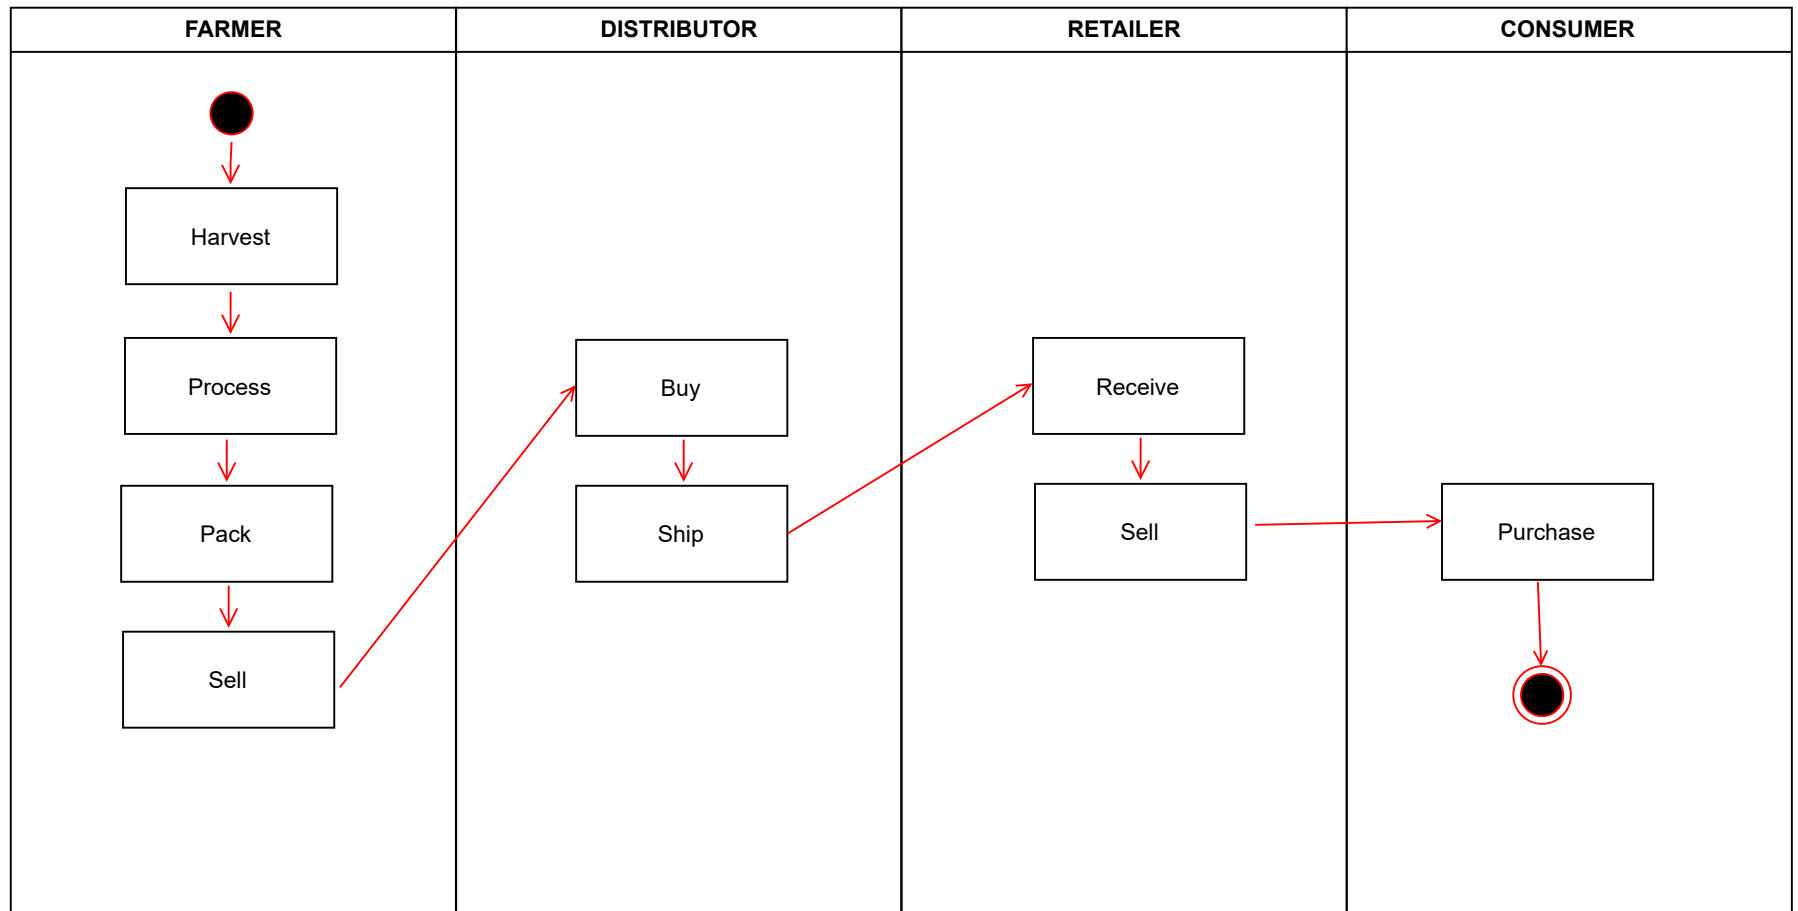 FARMER
DISTRIBUTOR
RETAILER
CONSUMER
Harvest
Process
Pack
Sell
Buy
Ship
Receive
Sell
Purchase